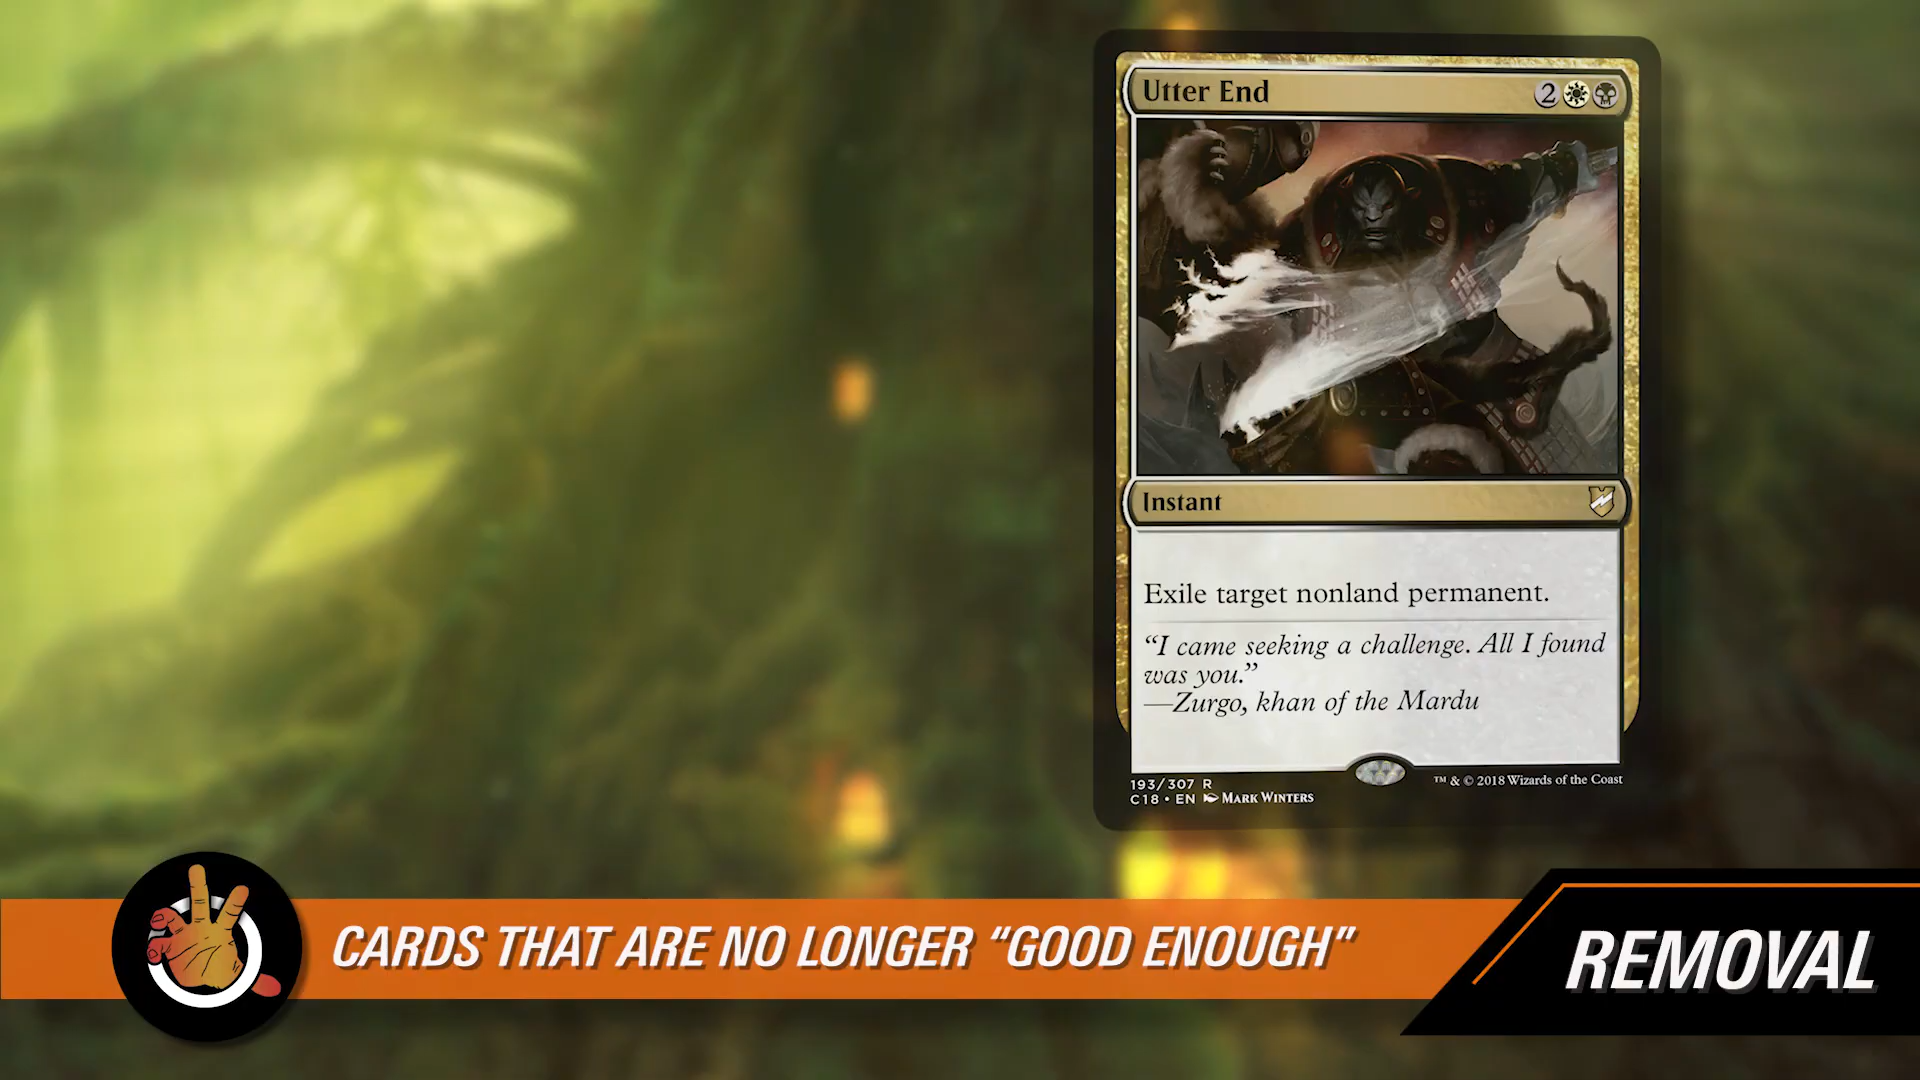 Utter End
2
Instant
Exile target nonland permanent.
“I came seeking a challenge. All I found
was you.”
—Zurgo, khan of the Mardu
193/307 R
C18 • EN Mark Winters
™ & © 2018 Wizards of the Coast
CARDS THAT ARE NO LONGER “GOOD ENOUGH”
REMOVAL